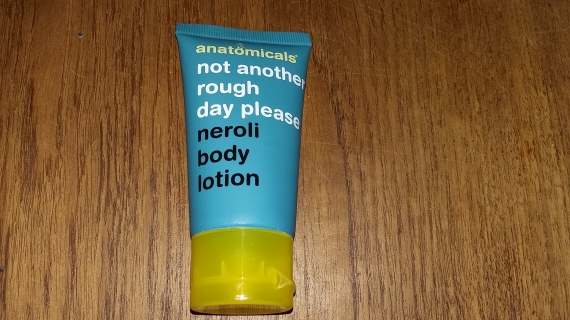 anatomicals
not another
rough
day please
neroli
body
lotion